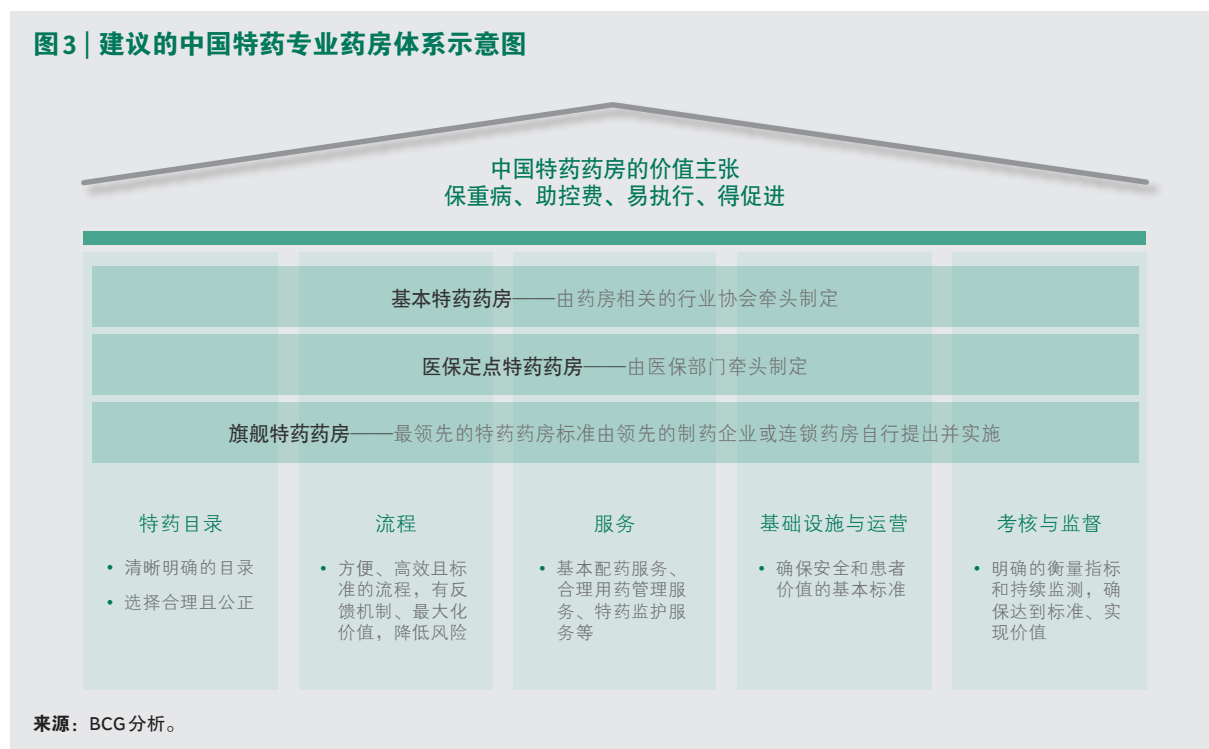 图3 | 建议的中国特药专业药房体系示意图
中国特药药房的价值主张
保重病、助控费、易执行、得促进
基本特药药房——由药房相关的行业协会牵头制定
医保定点特药药房——由医保部门牵头制定
旗舰特药药房——最领先的特药药房标准由领先的制药企业或连锁药房自行提出并实施
特药目录
• 清晰明确的目录
• 选择合理且公正
流程
• 方便、高效且标
准的流程，有反
馈机制、最大化
价值，降低风险
服务
• 基本配药服务、
合理用药管理服
务、特药监护服
务等
基础设施与运营
• 确保安全和患者
价值的基本标准
考核与监督
• 明确的衡量指标
和持续监测，确
保达到标准、实
现价值
来源：BCG分析。